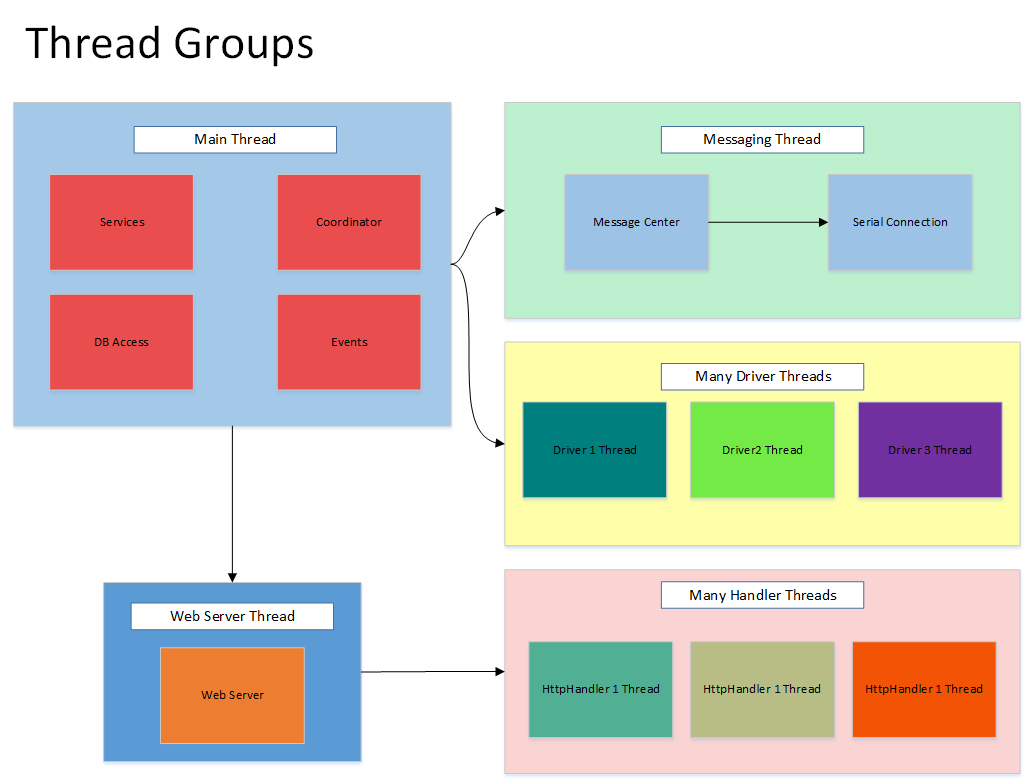 Thread Groups
Main Thread
Services
Coordinator
DB Access
Events
Messaging Thread
Message Center
Serial Connection
Many Driver Threads
Driver 1 Thread
Driver2 Thread
Driver 3 Thread
Web Server Thread
Web Server
Many Handler Threads
HttpHandler 1 Thread
HttpHandler 1 Thread
HttpHandler 1 Thread